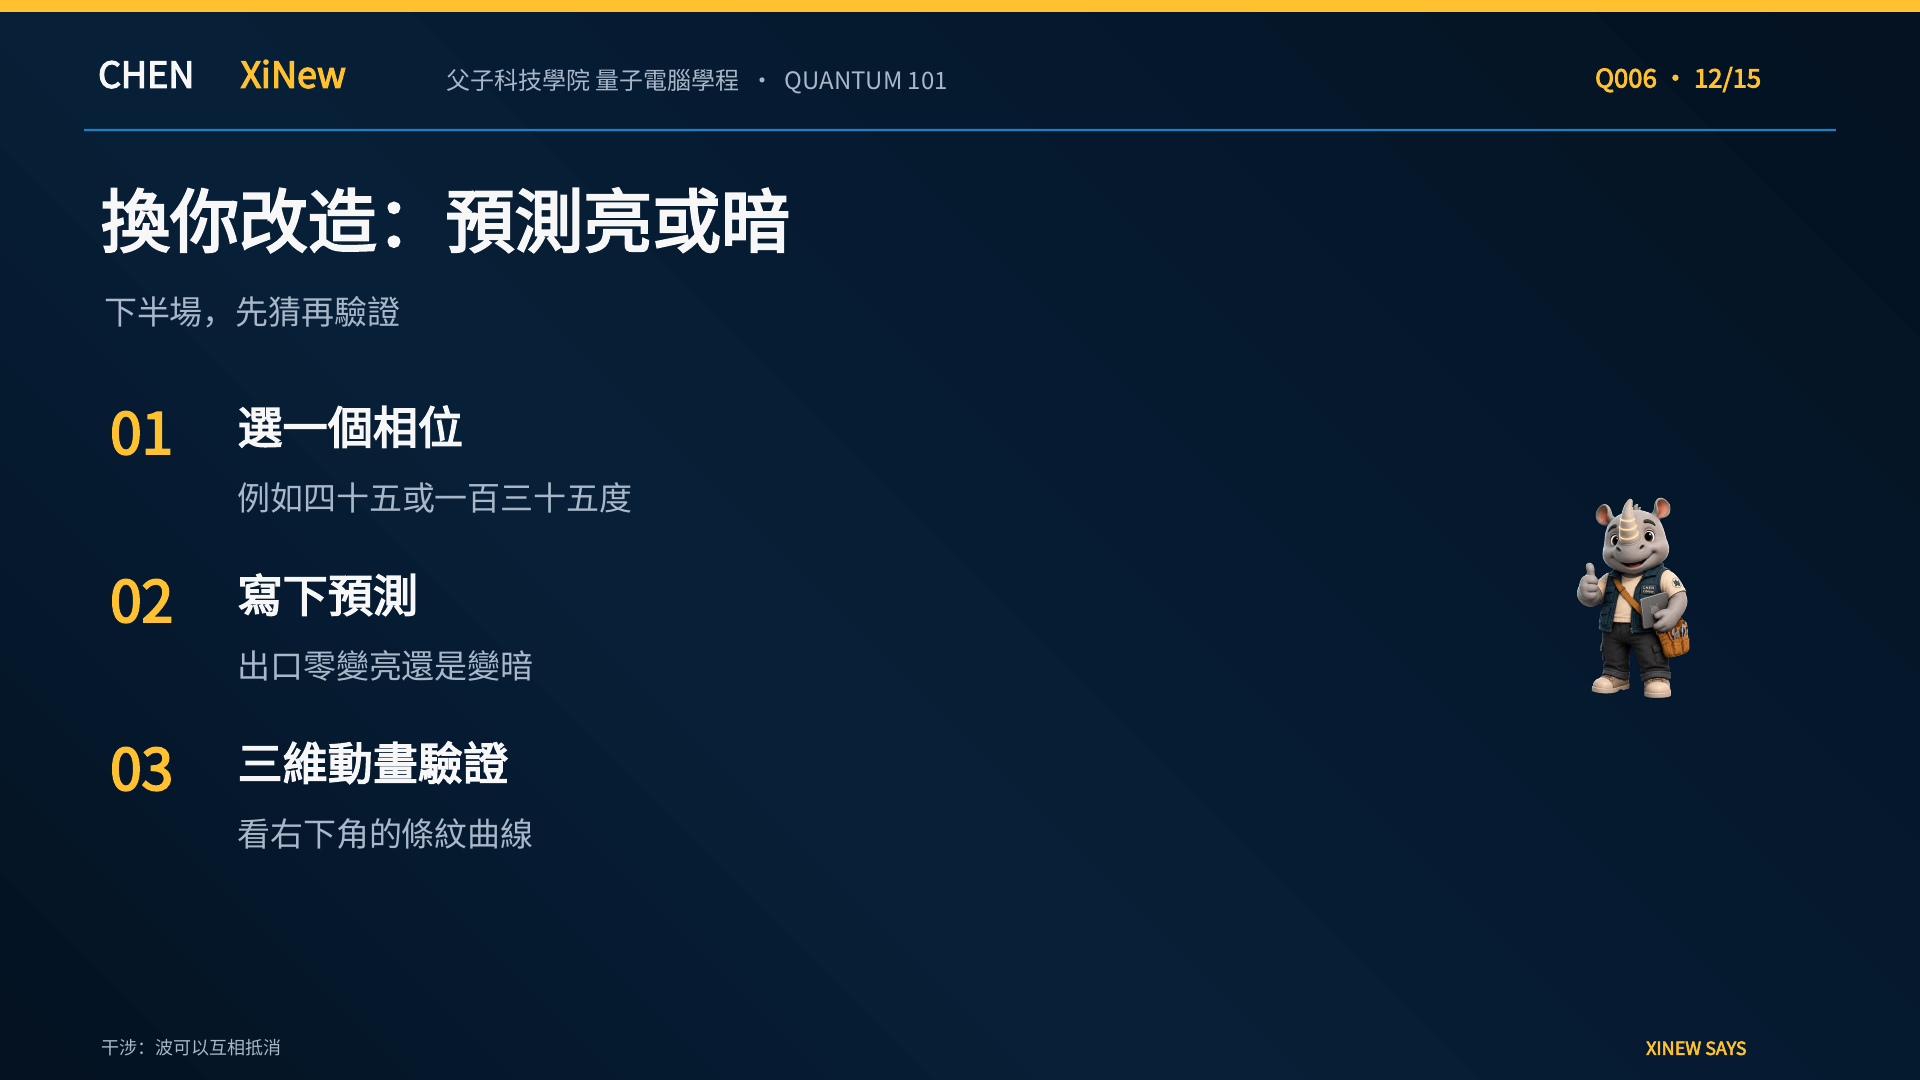 CHEN XiNew 父子科技學院 量子電腦學程 • QUANTUM 101 Q006 • 12/15
換你改造：預測亮或暗
下半場，先猜再驗證
01 選一個相位
例如四十五或一百三十五度
02 寫下預測
出口零變亮還是變暗
03 三維動畫驗證
看右下角的條紋曲線
干涉：波可以互相抵消 XINEW SAYS